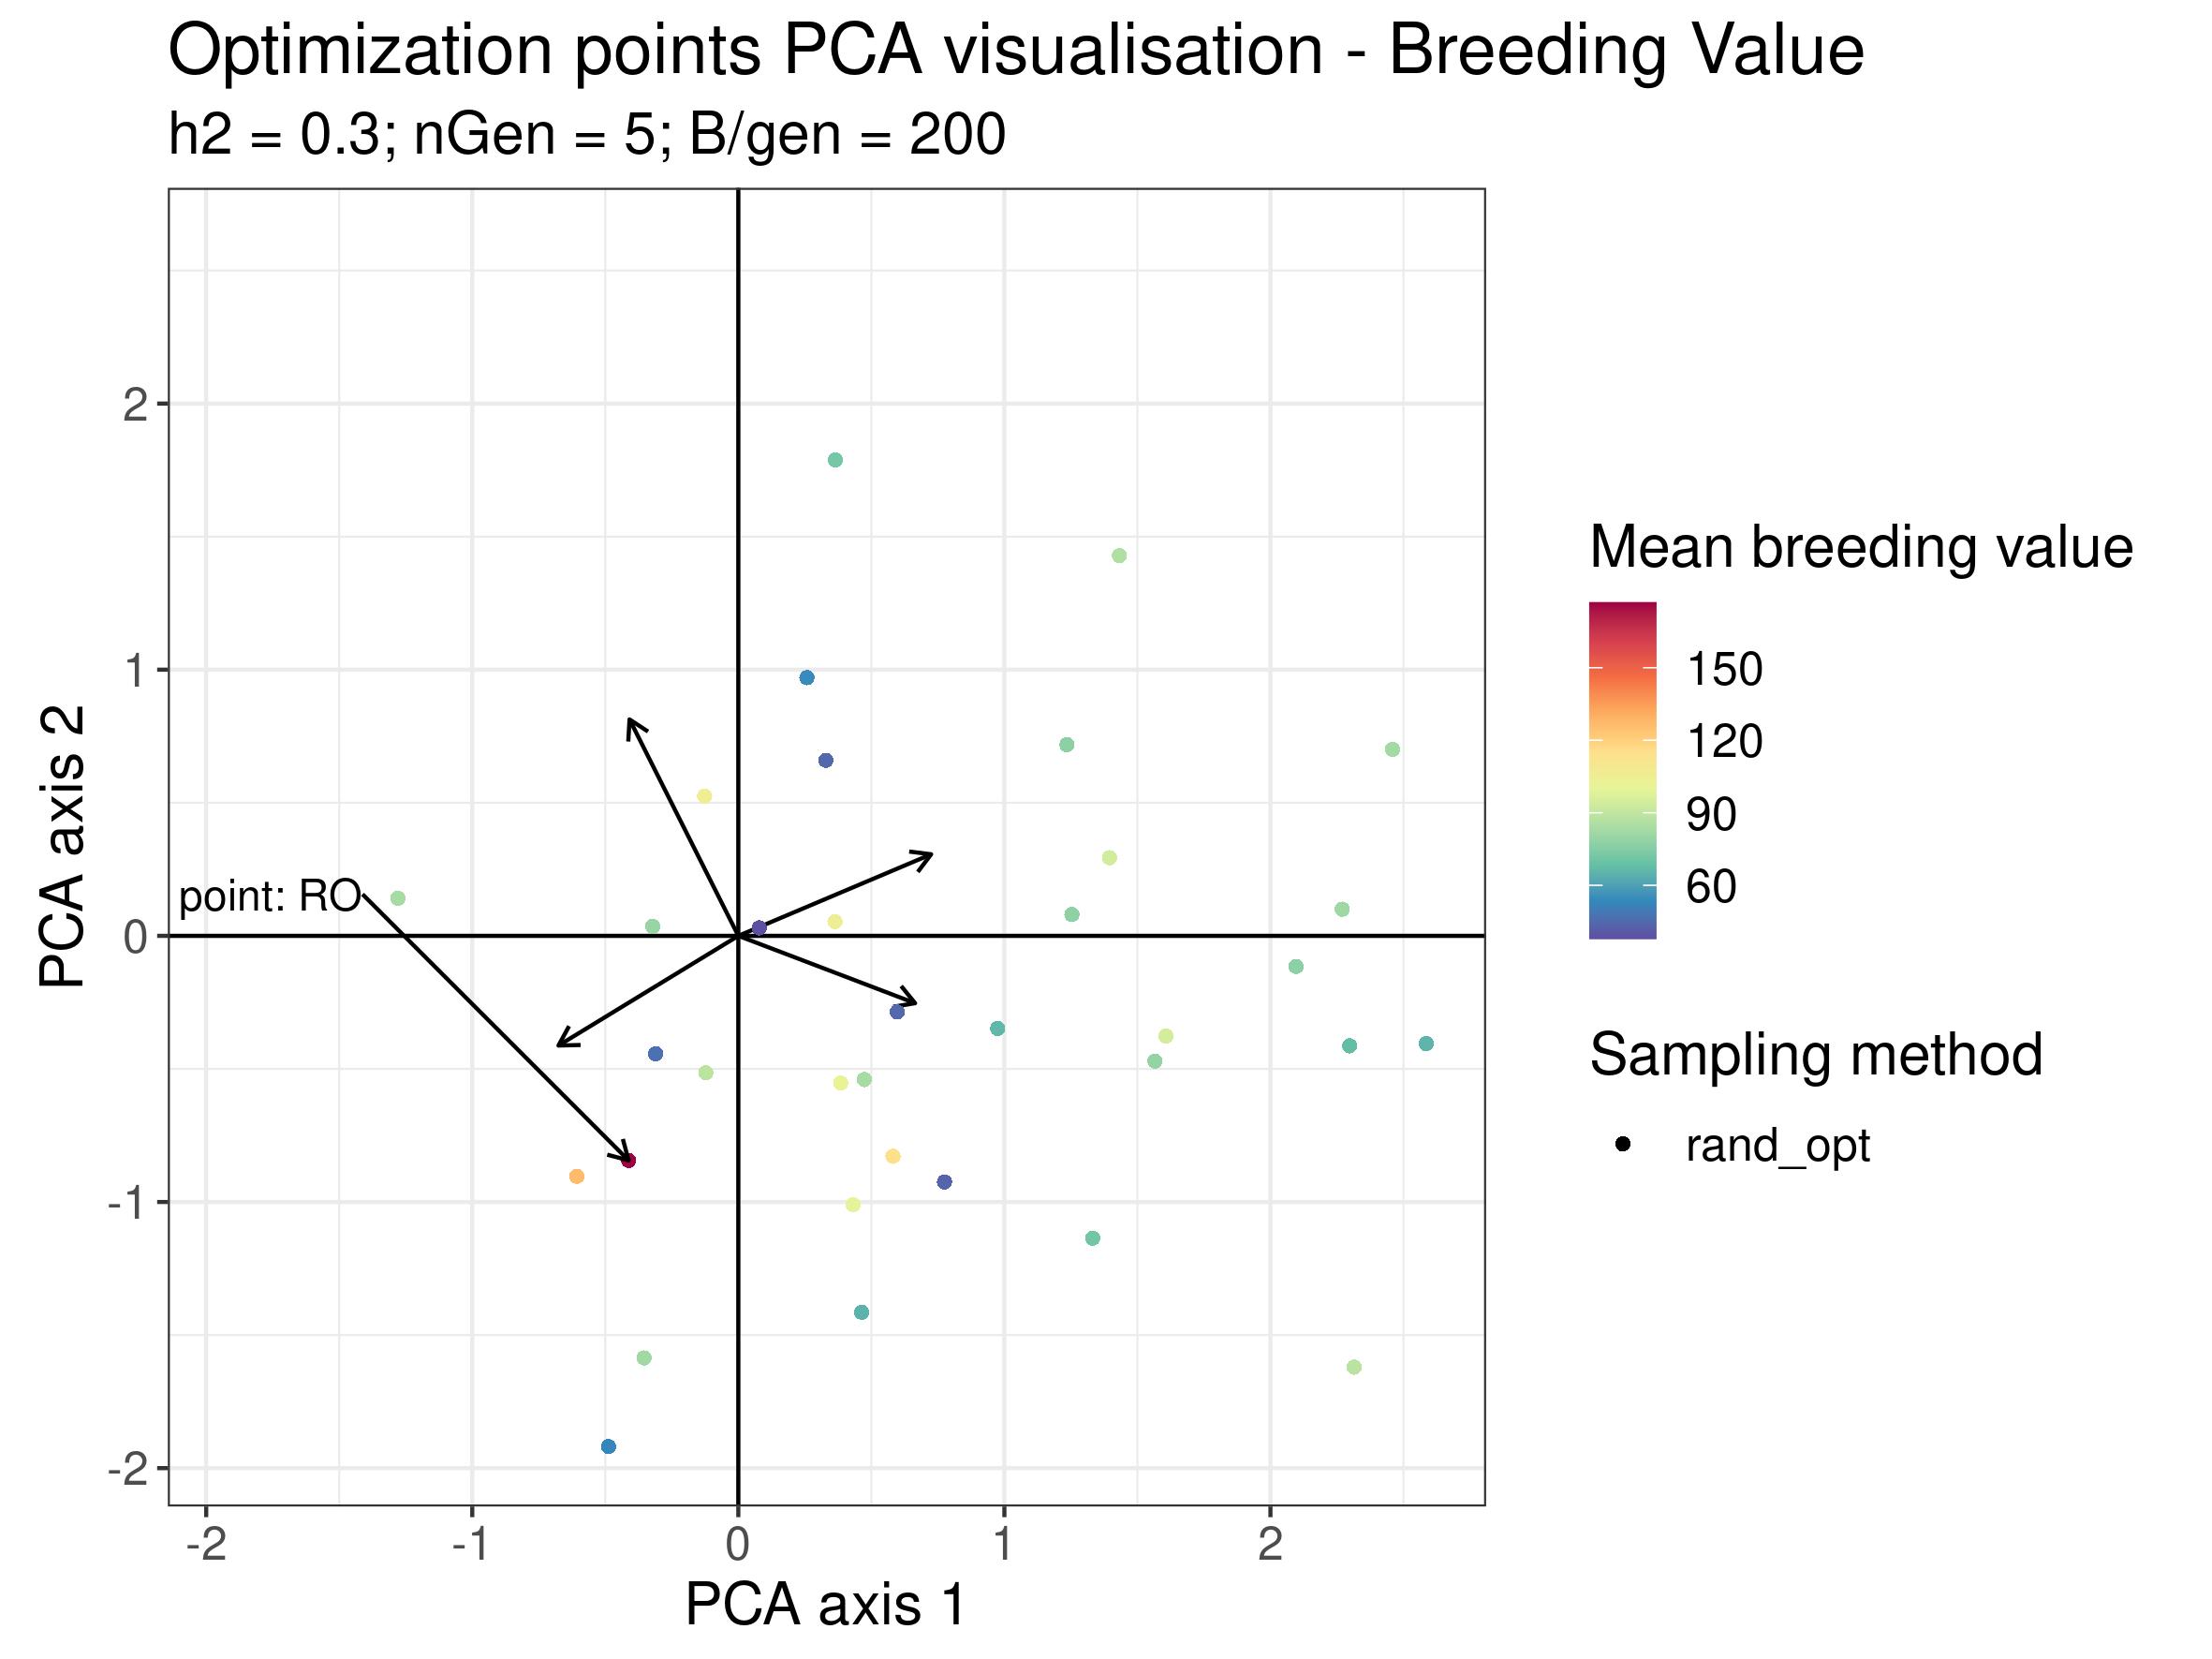 Optimization points PCA visualisation - Breeding Value
h2 = 0.3; nGen = 5; B/gen = 200
PCA axis 2
2
1
0
-1
-2
point: RO
-2
-1
0
1
2
PCA axis 1
Mean breeding value
150
120
90
60
Sampling method
rand_opt